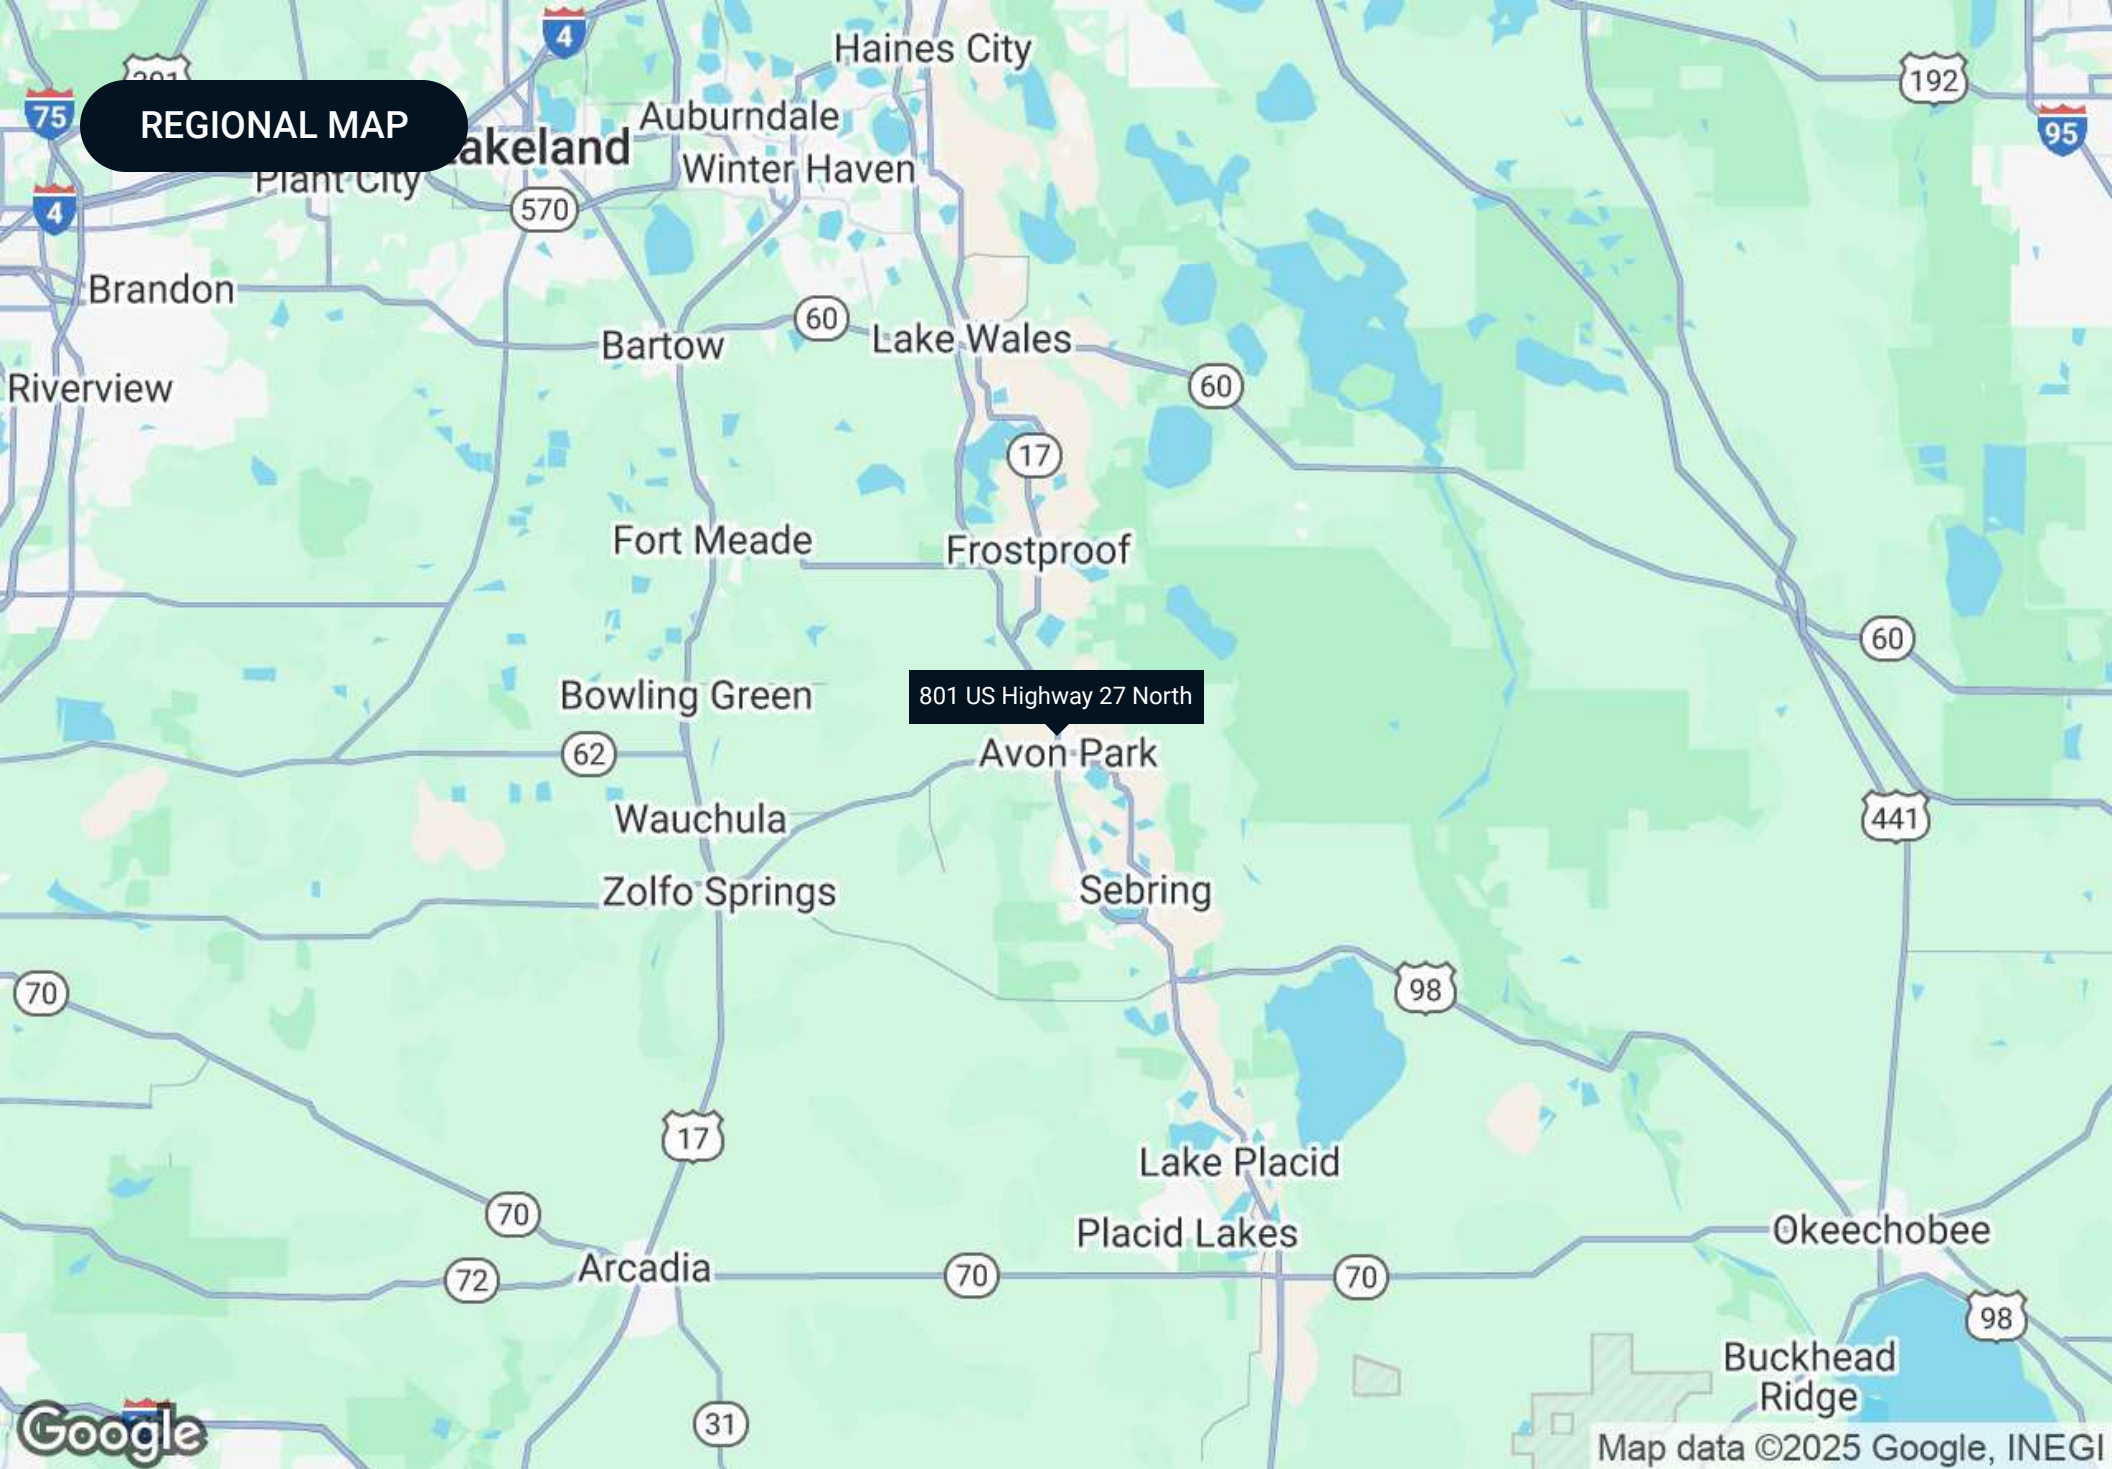 4
Haines City
192
75
REGIONAL MAP
Auburndale
95
akeland
Winter Haven
Plant City
4
570
Brandon
60
Bartow
Lake Wales
60
Riverview
17
Fort Meade
Frostproof
60
Bowling Green
801 US Highway 27 North
62
Avon Park
Wauchula
441
Zolfo Springs
Sebring
70
98
17
Lake Placid
70
Placid Lakes
Okeechobee
72
Arcadia
70
70
98
Buckhead
Ridge
31
Google
Map data ©2025 Google, INEGI